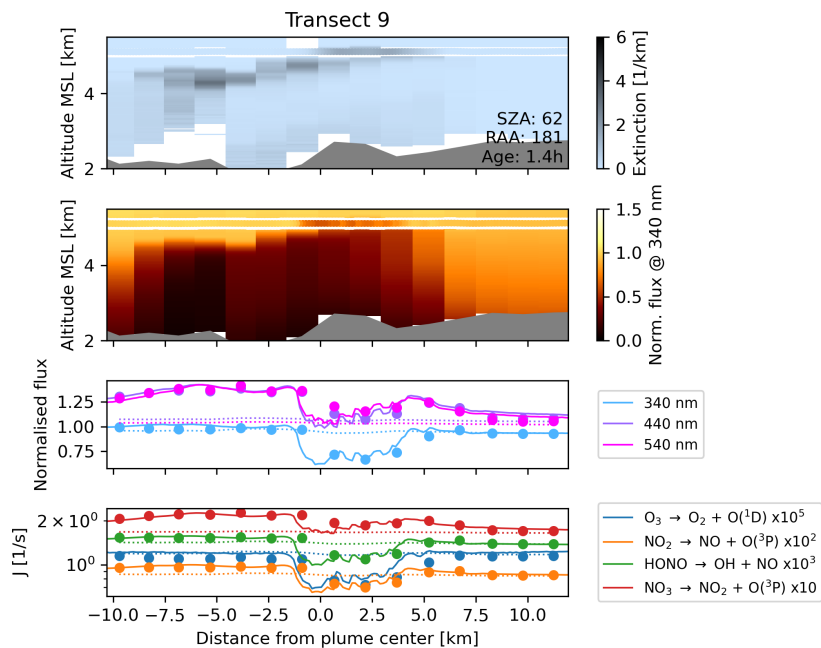 Transect 9
Altitude MSL [km]
4
2
SZA: 62
RAA: 181
Age: 1.4h
6
4
2
0
Extinction [1/km]
Altitude MSL [km]
4
2
1.5
1.0
0.5
0.0
Norm. flux @ 340 nm
Normalised flux
1.25
1.00
0.75
340 nm
440 nm
540 nm
J [1/s]
2 × 10⁰
10⁰
−10.0 −7.5 −5.0 −2.5 0.0 2.5 5.0 7.5 10.0
Distance from plume center [km]
O₃ → O₂ + O(¹D) x10⁵
NO₂ → NO + O(³P) x10²
HONO → OH + NO x10³
NO₃ → NO₂ + O(³P) x10